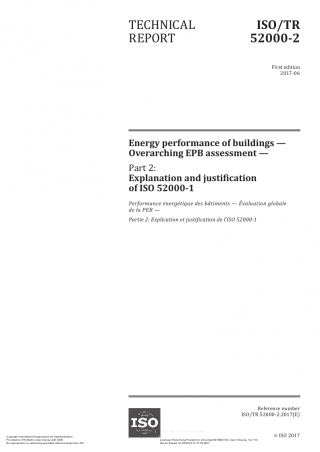 TECHNICAL
REPORT
ISO/TR
52000-2
First edition
2017-06
Energy performance of buildings —
Overarching EPB assessment —
Part 2:
Explanation and justification
of ISO 52000-1
Performance énergétique des bâtiments — Évaluation globale
de la PEB —
Partie 2: Explication et justification de l'ISO 52000-1
Reference number
ISO/TR 52000-2:2017(E)
ISO
© ISO 2017